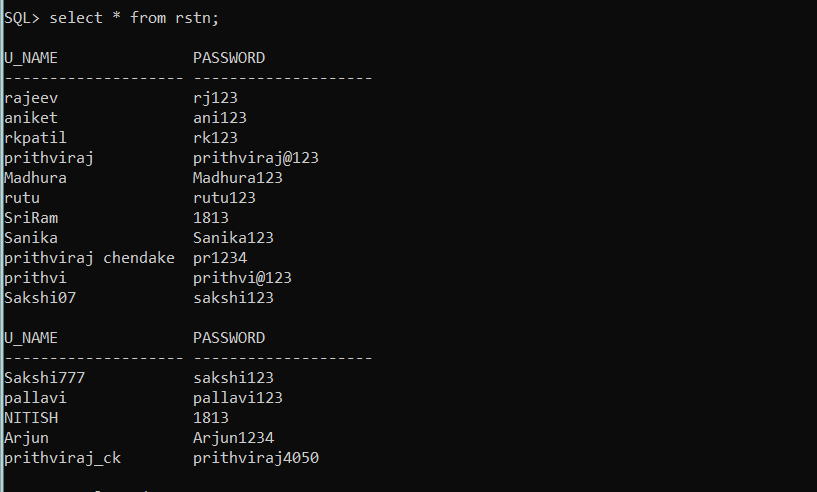 SQL> select * from rstn;
U_NAME PASSWORD
-------------------- --------------------
rajeev rj123
aniket ani123
rkpatil rk123
prithviraj prithviraj@123
Madhura Madhura123
rutu rutu123
SriRam 1813
Sanika Sanika123
prithviraj chendake pr1234
prithvi prithvi@123
Sakshi07 sakshi123
U_NAME PASSWORD
-------------------- --------------------
Sakshi777 sakshi123
pallavi pallavi123
NITISH 1813
Arjun Arjun1234
prithviraj_ck prithviraj4050